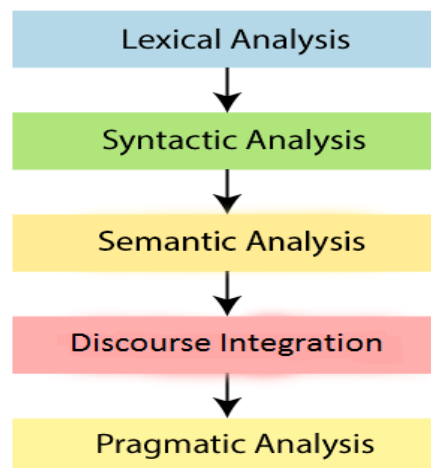 Lexical Analysis
Syntactic Analysis
Semantic Analysis
Discourse Integration
Pragmatic Analysis